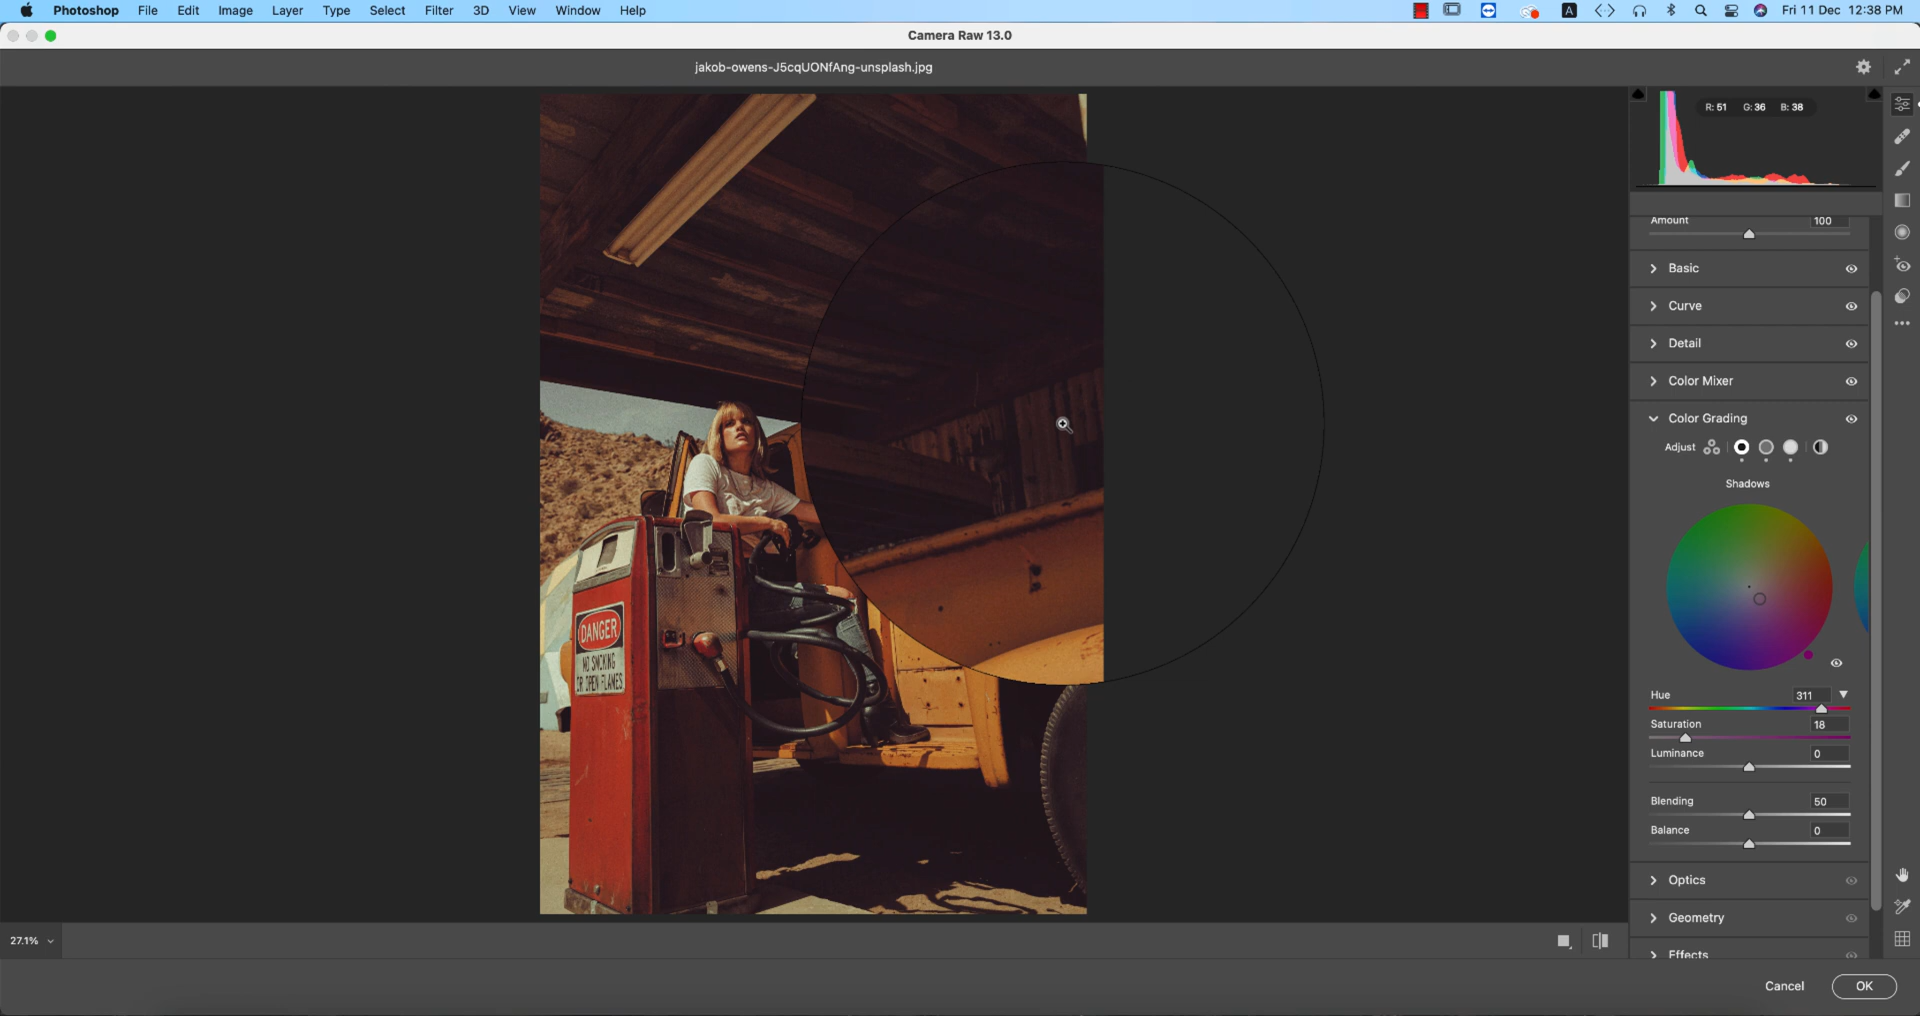 Photoshop File Edit Image Layer Type Select Filter 3D View Window Help A Fri 11 Dec 12:38 PM
Camera Raw 13.0
jakob-owens-J5cqUONfAng-unsplash.jpg
R: 51 G: 36 B: 38
Amount 100
Basic
Curve
Detail
Color Mixer
Color Grading
Adjust
Shadows
DANGER
NO SMOKING
OR OPEN FLAMES
Hue 311
Saturation 18
Luminance 0
Blending 50
Balance 0
Optics
Geometry
Effects
27.1%
Cancel OK